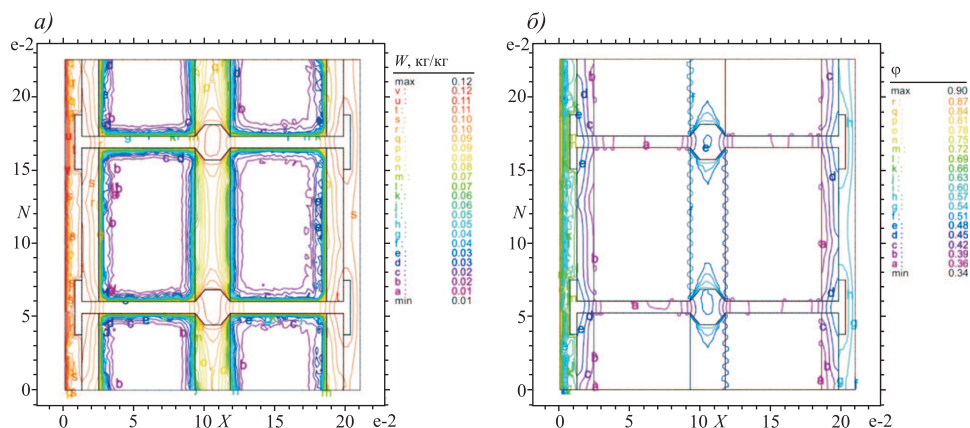 а)
e-2
20
15
N
10
5
0
0 5 10 X 15 20 e-2
W, кг/кг
max 0.12
v : 0.12
u : 0.11
t : 0.11
s : 0.10
r : 0.10
q : 0.09
p : 0.09
o : 0.08
n : 0.08
m : 0.07
l : 0.07
k : 0.06
j : 0.06
i : 0.05
h : 0.05
g : 0.04
f : 0.04
e : 0.03
d : 0.03
c : 0.02
b : 0.02
a : 0.01
min 0.01
б)
e-2
20
15
N
10
5
0
0 5 10 X 15 20 e-2
φ
max 0.90
r : 0.87
q : 0.84
p : 0.81
o : 0.78
n : 0.75
m : 0.72
l : 0.69
k : 0.66
j : 0.63
i : 0.60
h : 0.57
g : 0.54
f : 0.51
e : 0.48
d : 0.45
c : 0.42
b : 0.39
a : 0.36
min 0.34